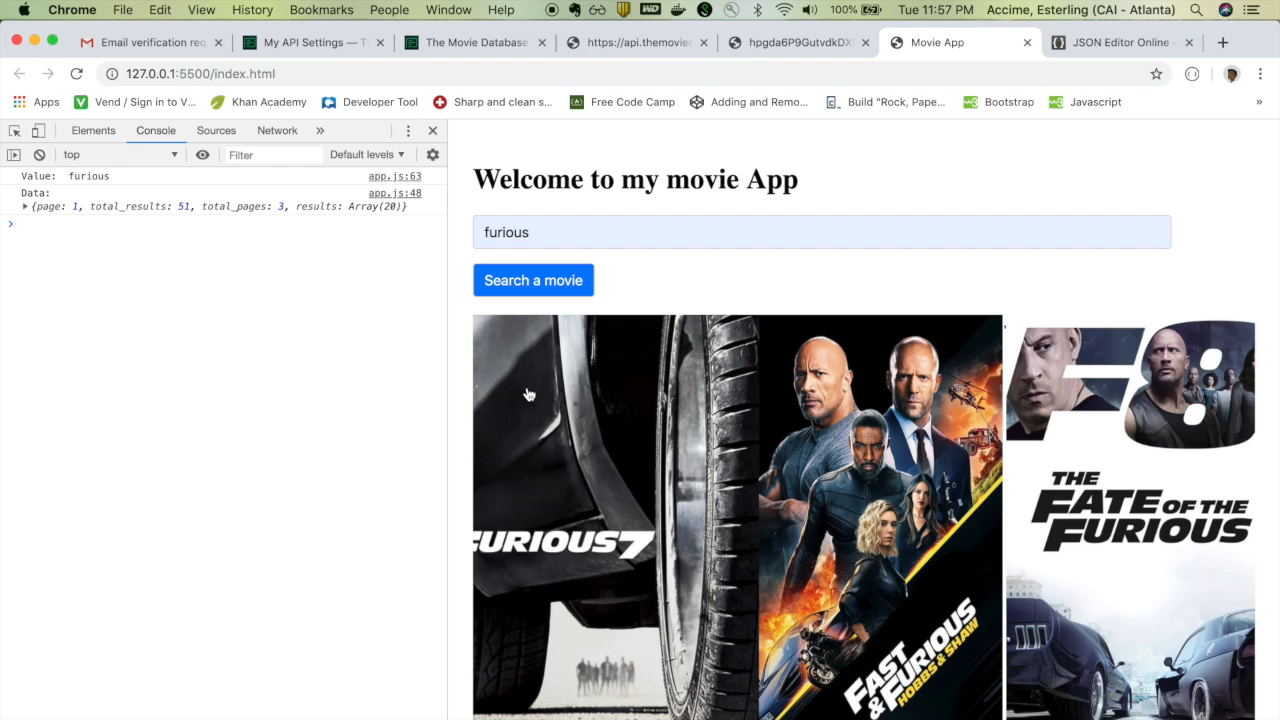 Chrome File Edit View History Bookmarks People Window Help 100% Tue 11:57 PM Accime, Esterling (CAI - Atlanta)
Email verification req × My API Settings — T × The Movie Database × https://api.themovied × hpgda6P9GutvdkDX × Movie App × JSON Editor Online - × +
127.0.0.1:5500/index.html
Apps Vend / Sign in to V... Khan Academy Developer Tool Sharp and clean s... Free Code Camp Adding and Remo... Build "Rock, Pape... Bootstrap Javascript »
Elements Console Sources Network »
top Filter Default levels
Value: furious app.js:63
Data: app.js:48
{page: 1, total_results: 51, total_pages: 3, results: Array(20)}
Welcome to my movie App
furious
Search a movie
,
FURIOUS 7
FAST
& FURIOUS
HOBBS & SHAW
F8
THE
FATE OF THE
FURIOUS